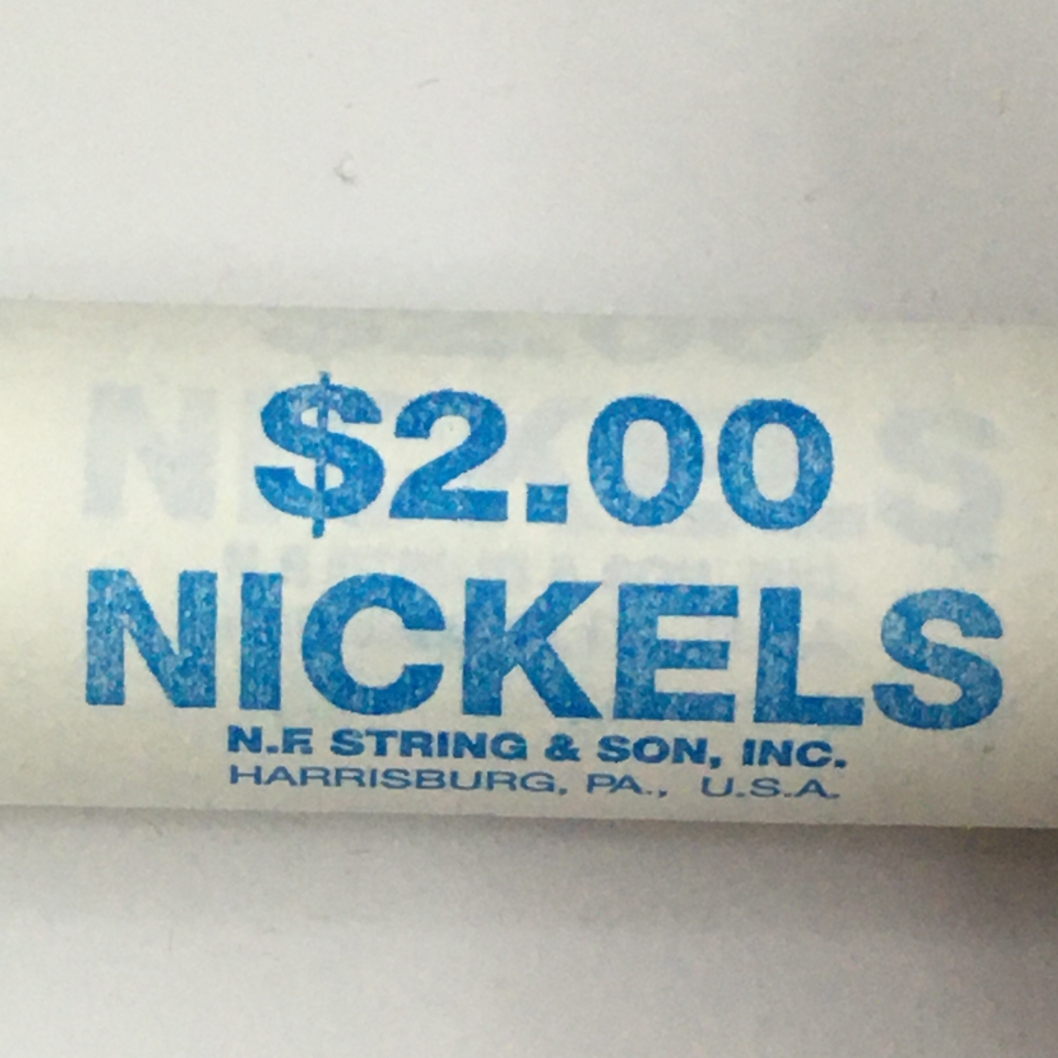 $2.00
NICKELS
N.F. STRING & SON, INC.
HARRISBURG, PA., U.S.A.